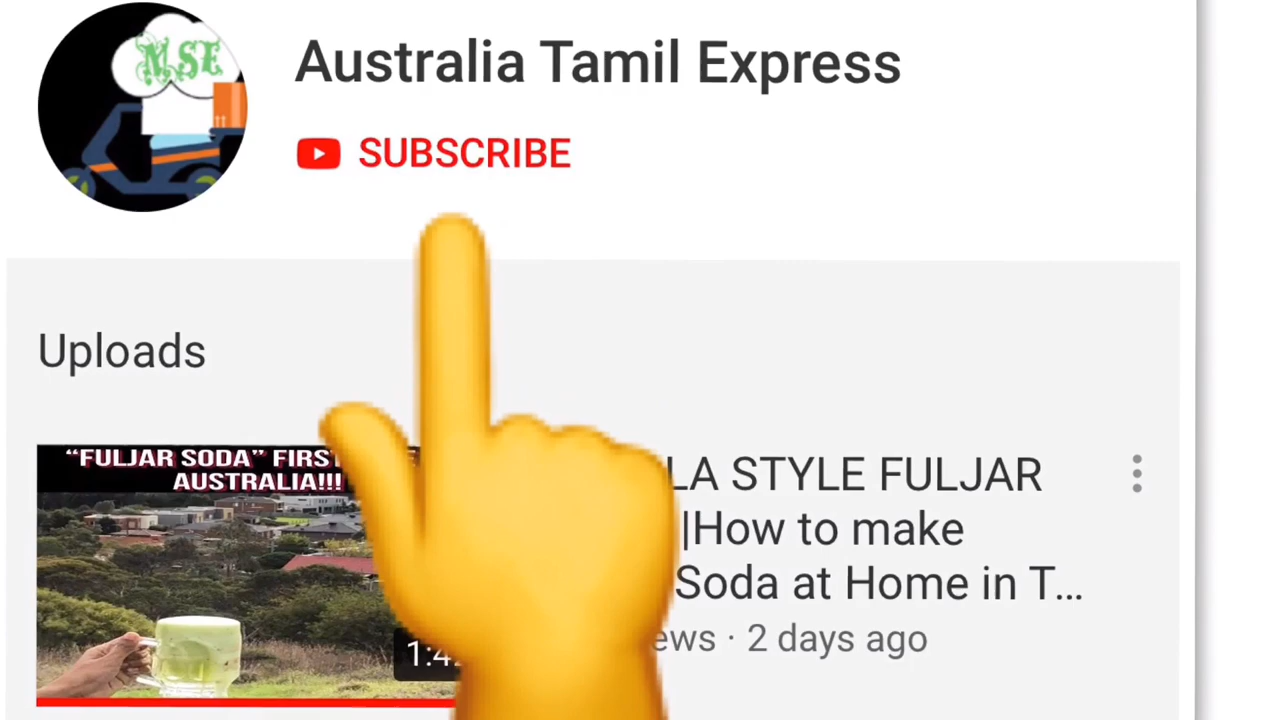 MSE
Australia Tamil Express
SUBSCRIBE
Uploads
“FULJAR SODA” FIRST
AUSTRALIA!!!
LA STYLE FULJAR
|How to make
Soda at Home in T...
2 days ago